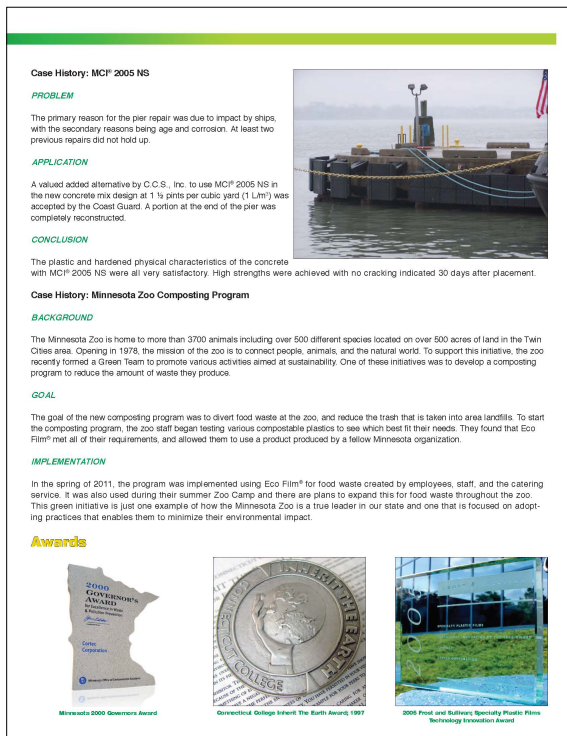 Case History: MCI® 2005 NS
PROBLEM
The primary reason for the pier repair was due to impact by ships,
with the secondary reasons being age and corrosion. At least two
previous repairs did not hold up.
APPLICATION
A valued added alternative by C.C.S., Inc. to use MCI® 2005 NS in
the new concrete mix design at 1 ½ pints per cubic yard (1 L/m³) was
accepted by the Coast Guard. A portion at the end of the pier was
completely reconstructed.
CONCLUSION
The plastic and hardened physical characteristics of the concrete
with MCI® 2005 NS were all very satisfactory. High strengths were achieved with no cracking indicated 30 days after placement.
Case History: Minnesota Zoo Composting Program
BACKGROUND
The Minnesota Zoo is home to more than 3700 animals including over 500 different species located on over 500 acres of land in the Twin
Cities area. Opening in 1978, the mission of the zoo is to connect people, animals, and the natural world. To support this initiative, the zoo
recently formed a Green Team to promote various activities aimed at sustainability. One of these initiatives was to develop a composting
program to reduce the amount of waste they produce.
GOAL
The goal of the new composting program was to divert food waste at the zoo, and reduce the trash that is taken into area landfills. To start
the composting program, the zoo staff began testing various compostable plastics to see which best fit their needs. They found that Eco
Film® met all of their requirements, and allowed them to use a product produced by a fellow Minnesota organization.
IMPLEMENTATION
In the spring of 2011, the program was implemented using Eco Film® for food waste created by employees, staff, and the catering
service. It was also used during their summer Zoo Camp and there are plans to expand this for food waste throughout the zoo.
This green initiative is just one example of how the Minnesota Zoo is a true leader in our state and one that is focused on adopt-
ing practices that enables them to minimize their environmental impact.
Awards
2000
GOVERNOR'S
AWARD
for Excellence in Waste
& Pollution Prevention
Cortec
Corporation
Minnesota 2000 Governors Award
INHERIT THE EARTH
CONNECTICUT COLLEGE
Connecticut College Inherit The Earth Award; 1997
SPECIALTY PLASTIC FILMS
2005 Frost and Sullivan; Specialty Plastic Films
Technology Innovation Award